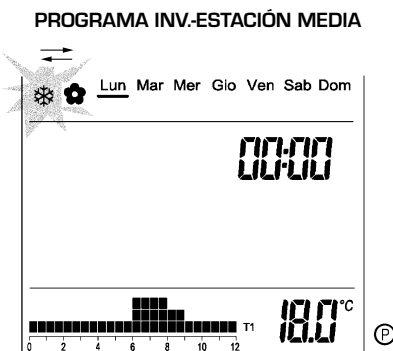 PROGRAMA INV.-ESTACIÓN MEDIA
Lun Mar Mer Gio Ven Sab Dom
00:00
T1 18.0°C
P
0 2 4 6 8 10 12